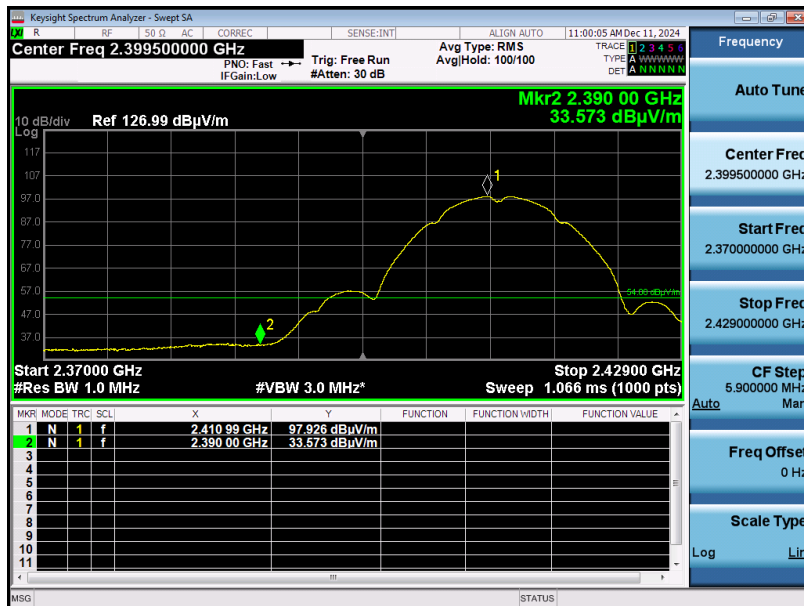 Keysight Spectrum Analyzer - Swept SA
LXI R RF 50 Ω AC CORREC SENSE:INT ALIGN AUTO 11:00:05 AM Dec 11, 2024
Center Freq 2.399500000 GHz
PNO: Fast
IFGain:Low
Trig: Free Run
#Atten: 30 dB
Avg Type: RMS
Avg|Hold: 100/100
TRACE 1 2 3 4 5 6
TYPE A WWWWW
DET A N N N N N
Mkr2 2.390 00 GHz
33.573 dBµV/m
10 dB/div Ref 126.99 dBµV/m
Log
117
107
97.0
87.0
77.0
67.0
57.0
47.0
37.0
1
2
54.00 dBµV/m
Start 2.37000 GHz Stop 2.42900 GHz
#Res BW 1.0 MHz #VBW 3.0 MHz* Sweep 1.066 ms (1000 pts)
MKR MODE TRC SCL X Y FUNCTION FUNCTION WIDTH FUNCTION VALUE
1 N 1 f 2.410 99 GHz 97.926 dBµV/m
2 N 1 f 2.390 00 GHz 33.573 dBµV/m
3
4
5
6
7
8
9
10
11
MSG STATUS
Frequency
Auto Tune
Center Freq
2.399500000 GHz
Start Freq
2.370000000 GHz
Stop Freq
2.429000000 GHz
CF Step
5.900000 MHz
Auto Man
Freq Offset
0 Hz
Scale Type
Log Lin